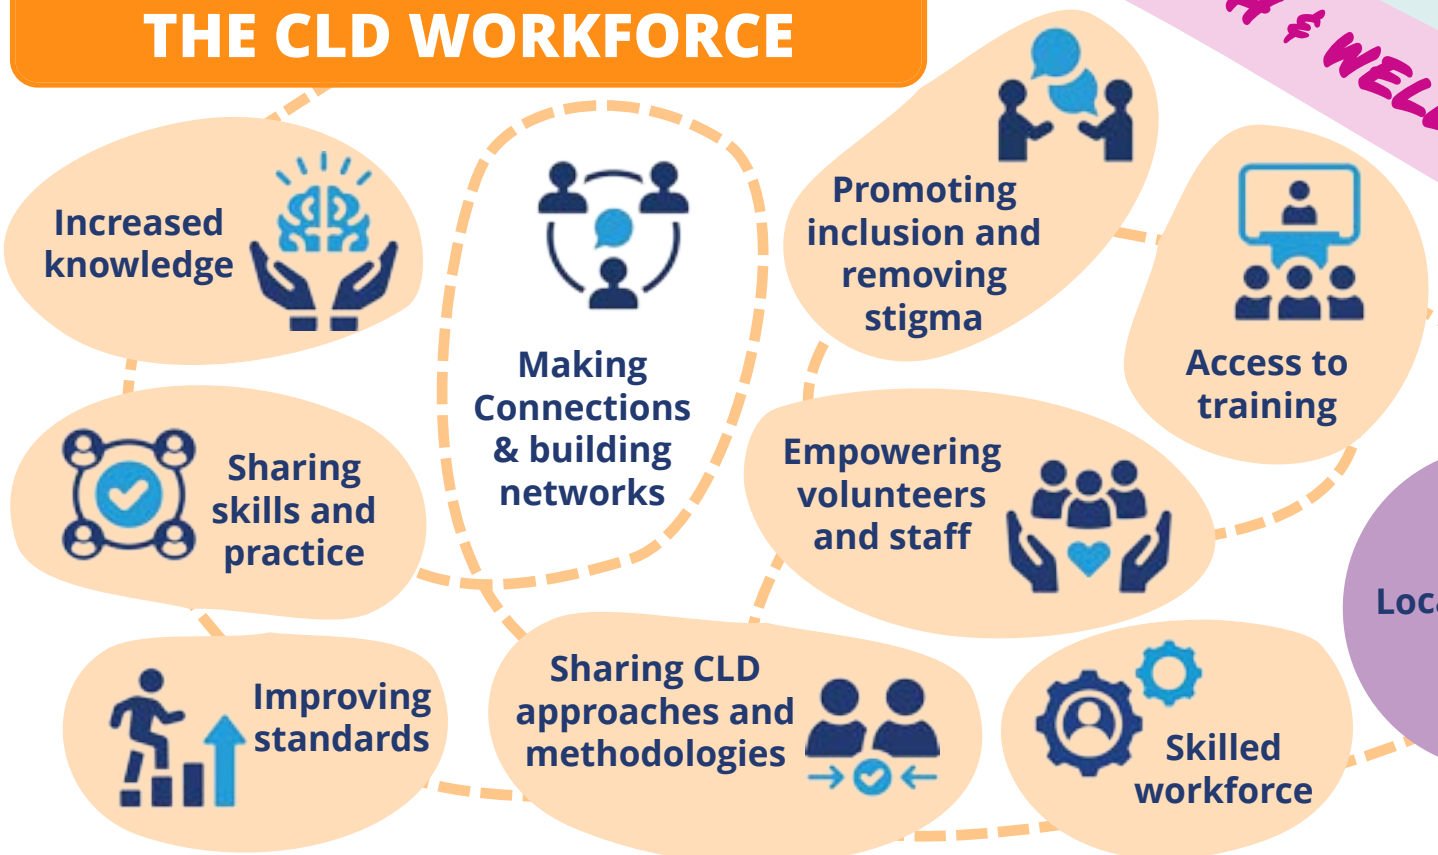 THE CLD WORKFORCE
& WELL
Increased
knowledge
Making
Connections
& building
networks
Promoting
inclusion and
removing
stigma
Access to
training
Sharing
skills and
practice
Empowering
volunteers
and staff
Improving
standards
Sharing CLD
approaches and
methodologies
Skilled
workforce